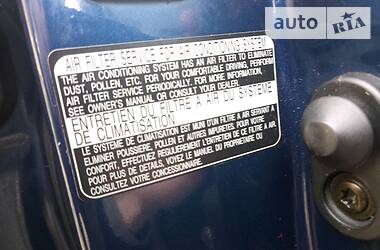 auto RIA
AIR FILTER SERVICE FOR AIR CONDITIONING SYSTEM
THE AIR CONDITIONING SYSTEM HAS AN AIR FILTER TO ELIMINATE
DUST, POLLEN, ETC. FOR YOUR COMFORTABLE DRIVING, PERFORM
AIR FILTER SERVICE PERIODICALLY. FOR MORE INFORMATION,
SEE OWNER'S MANUAL OR CONSULT YOUR DEALER.
ENTRETIEN DU FILTRE À AIR DU SYSTÈME
DE CLIMATISATION
LE SYSTEME DE CLIMATISATION EST MUNI D'UN FILTRE A AIR SERVANT A
ELIMINER POUSSIERE, POLLEN ET AUTRES IMPURETES. POUR VOTRE
CONFORT, EFFECTUEZ REGULIEREMENT L'ENTRETIEN DE CE FILTRE A AIR.
POUR PLUS DE DETAILS, VOYEZ LE MANUEL DU PROPRIETAIRE OU
CONSULTEZ VOTRE CONCESSIONNAIRE.